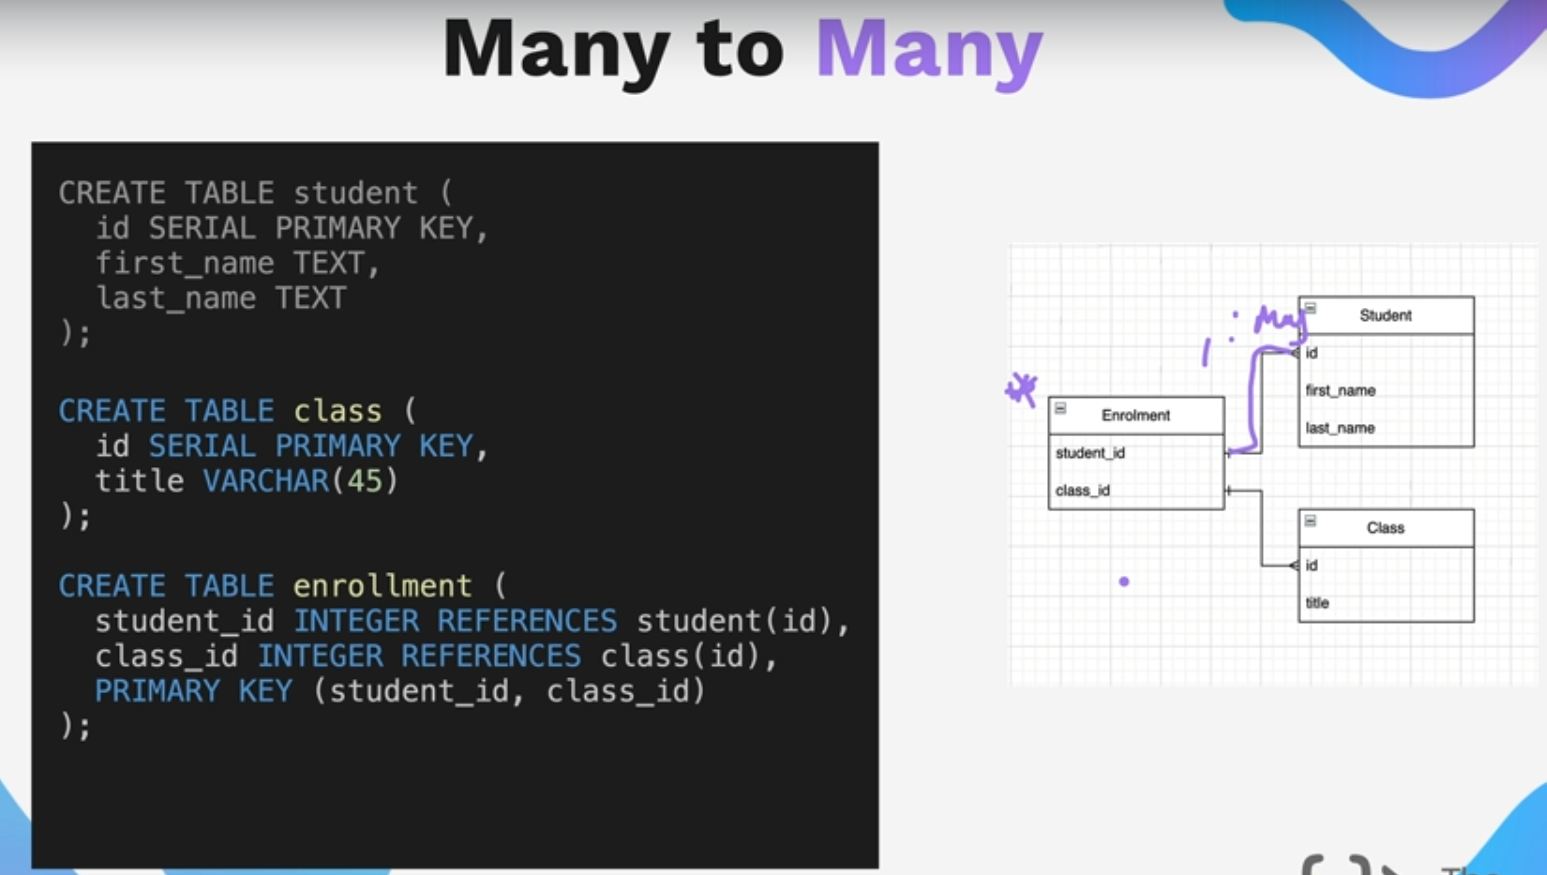 Many to Many
CREATE TABLE student (
id SERIAL PRIMARY KEY,
first_name TEXT,
last_name TEXT
);
CREATE TABLE class (
id SERIAL PRIMARY KEY,
title VARCHAR(45)
);
CREATE TABLE enrollment (
student_id INTEGER REFERENCES student(id),
class_id INTEGER REFERENCES class(id),
PRIMARY KEY (student_id, class_id)
);
1 :
Student
id
first_name
last_name
Enrolment
student_id
class_id
Class
id
title